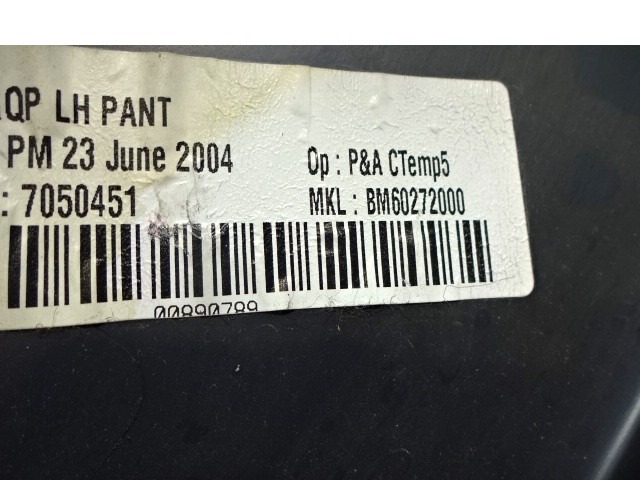 .QP LH PANT
PM 23 June 2004 Op : P&A CTemp5
: 7050451 MKL : BM60272000
00890789